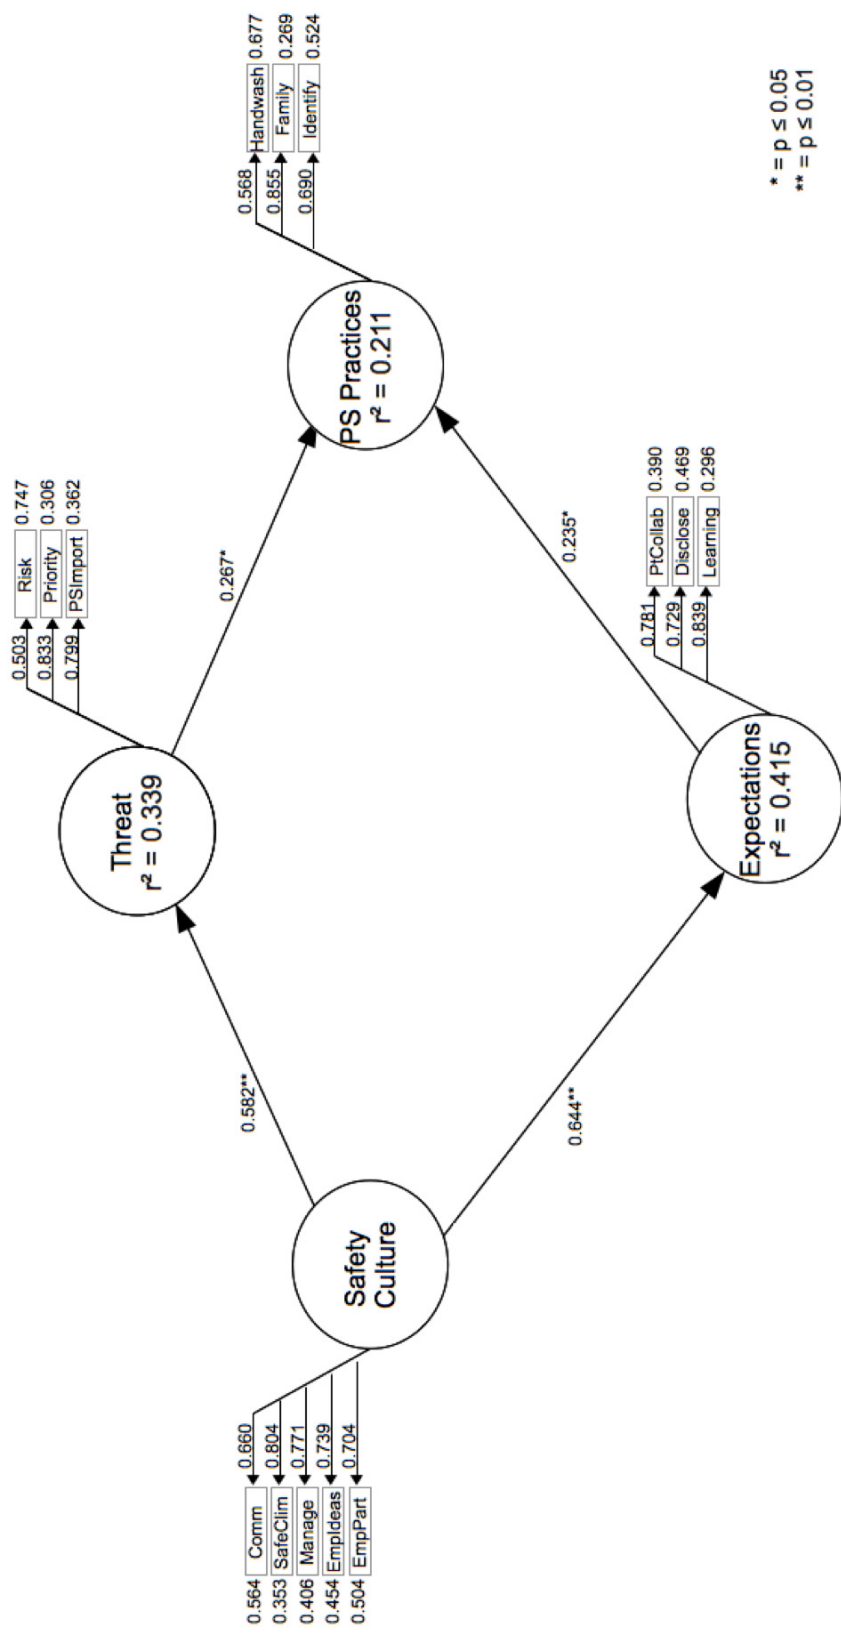 0.503
Risk 0.747
0.833
Priority 0.306
0.799
PSImport 0.362
Threat
r² = 0.339
0.582**
0.267*
0.660
0.564 Comm
0.804
0.353 SafeClim
0.771
0.406 Manage
0.739
0.454 EmpIdeas
0.704
0.504 EmpPart
Safety
Culture
0.568
Handwash 0.677
0.855
Family 0.269
0.690
Identify 0.524
PS Practices
r² = 0.211
0.644**
0.235*
0.781
PtCollab 0.390
0.729
Disclose 0.469
0.839
Learning 0.296
Expectations
r² = 0.415
* = p ≤ 0.05
** = p ≤ 0.01